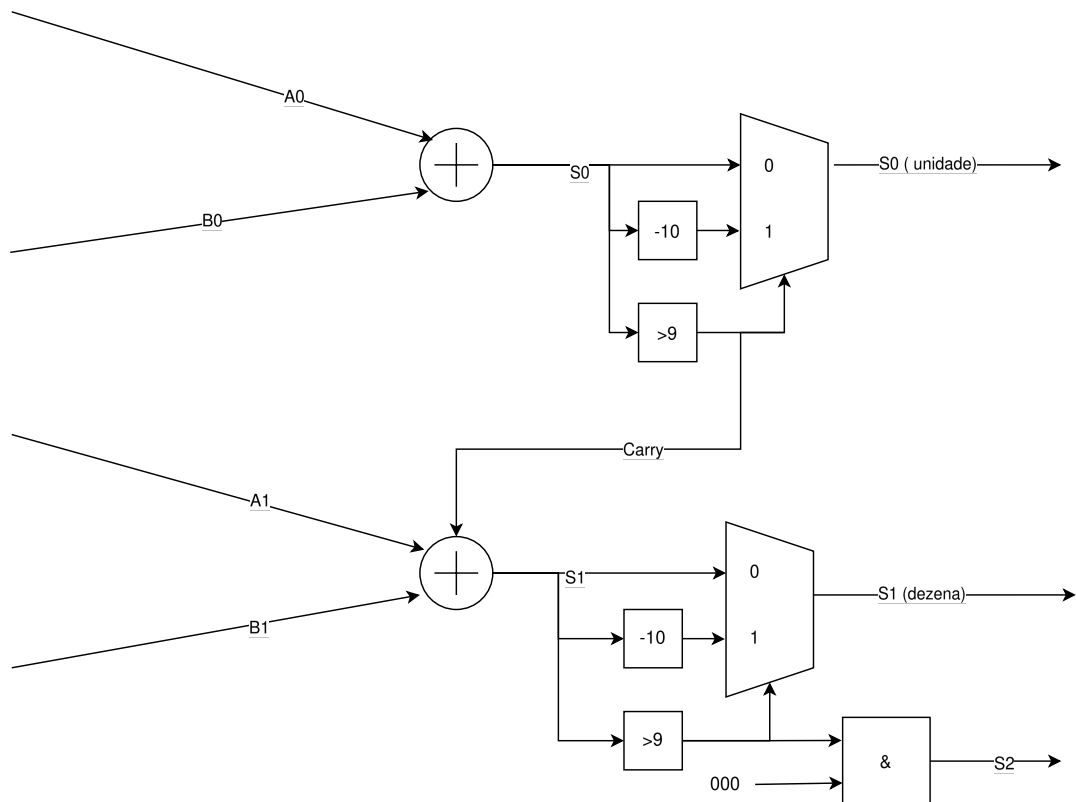 A0
S0 ( unidade)
0
S0
B0
-10
1
>9
Carry
A1
S1
0
S1 (dezena)
B1
-10
1
>9
&
S2
000